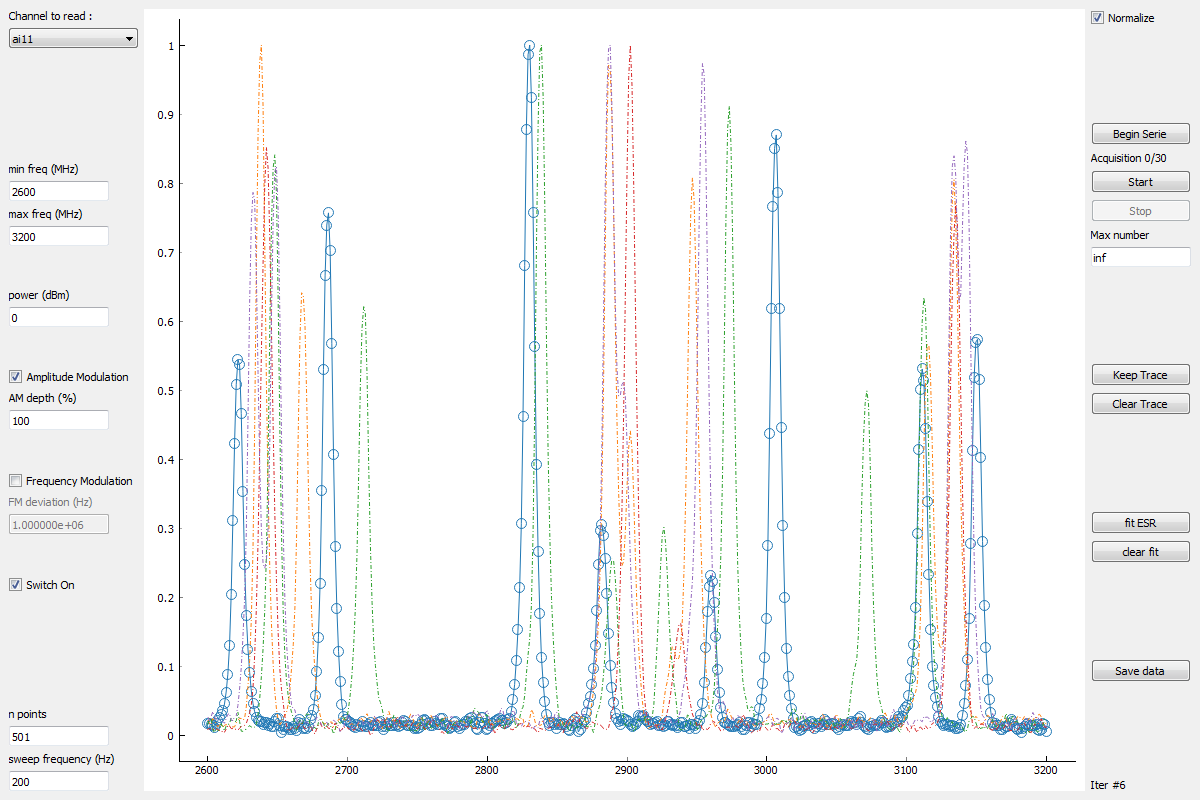 Channel to read :
ai11
min freq (MHz)
2600
max freq (MHz)
3200
power (dBm)
0
Amplitude Modulation
AM depth (%)
100
Frequency Modulation
FM deviation (Hz)
1.000000e+06
Switch On
n points
501
sweep frequency (Hz)
200
1
0.9
0.8
0.7
0.6
0.5
0.4
0.3
0.2
0.1
0
2600 2700 2800 2900 3000 3100 3200
Normalize
Begin Serie
Acquisition 0/30
Start
Stop
Max number
inf
Keep Trace
Clear Trace
fit ESR
clear fit
Save data
Iter #6